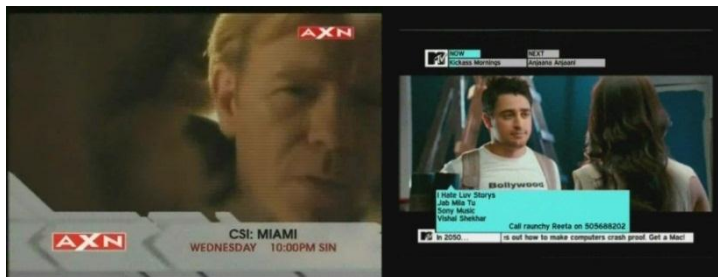 AXN
AXN
CSI: MIAMI
WEDNESDAY 10:00PM SIN
NOW
NEXT
Kickass Mornings
Anjaana Anjaani
Bollywood
I Hate Luv Storys
Jab Mila Tu
Sony Music
Vishal Shekhar
Call raunchy Reeta on 505688202
In 2050...
rs out how to make computers crash proof. Get a Mac!